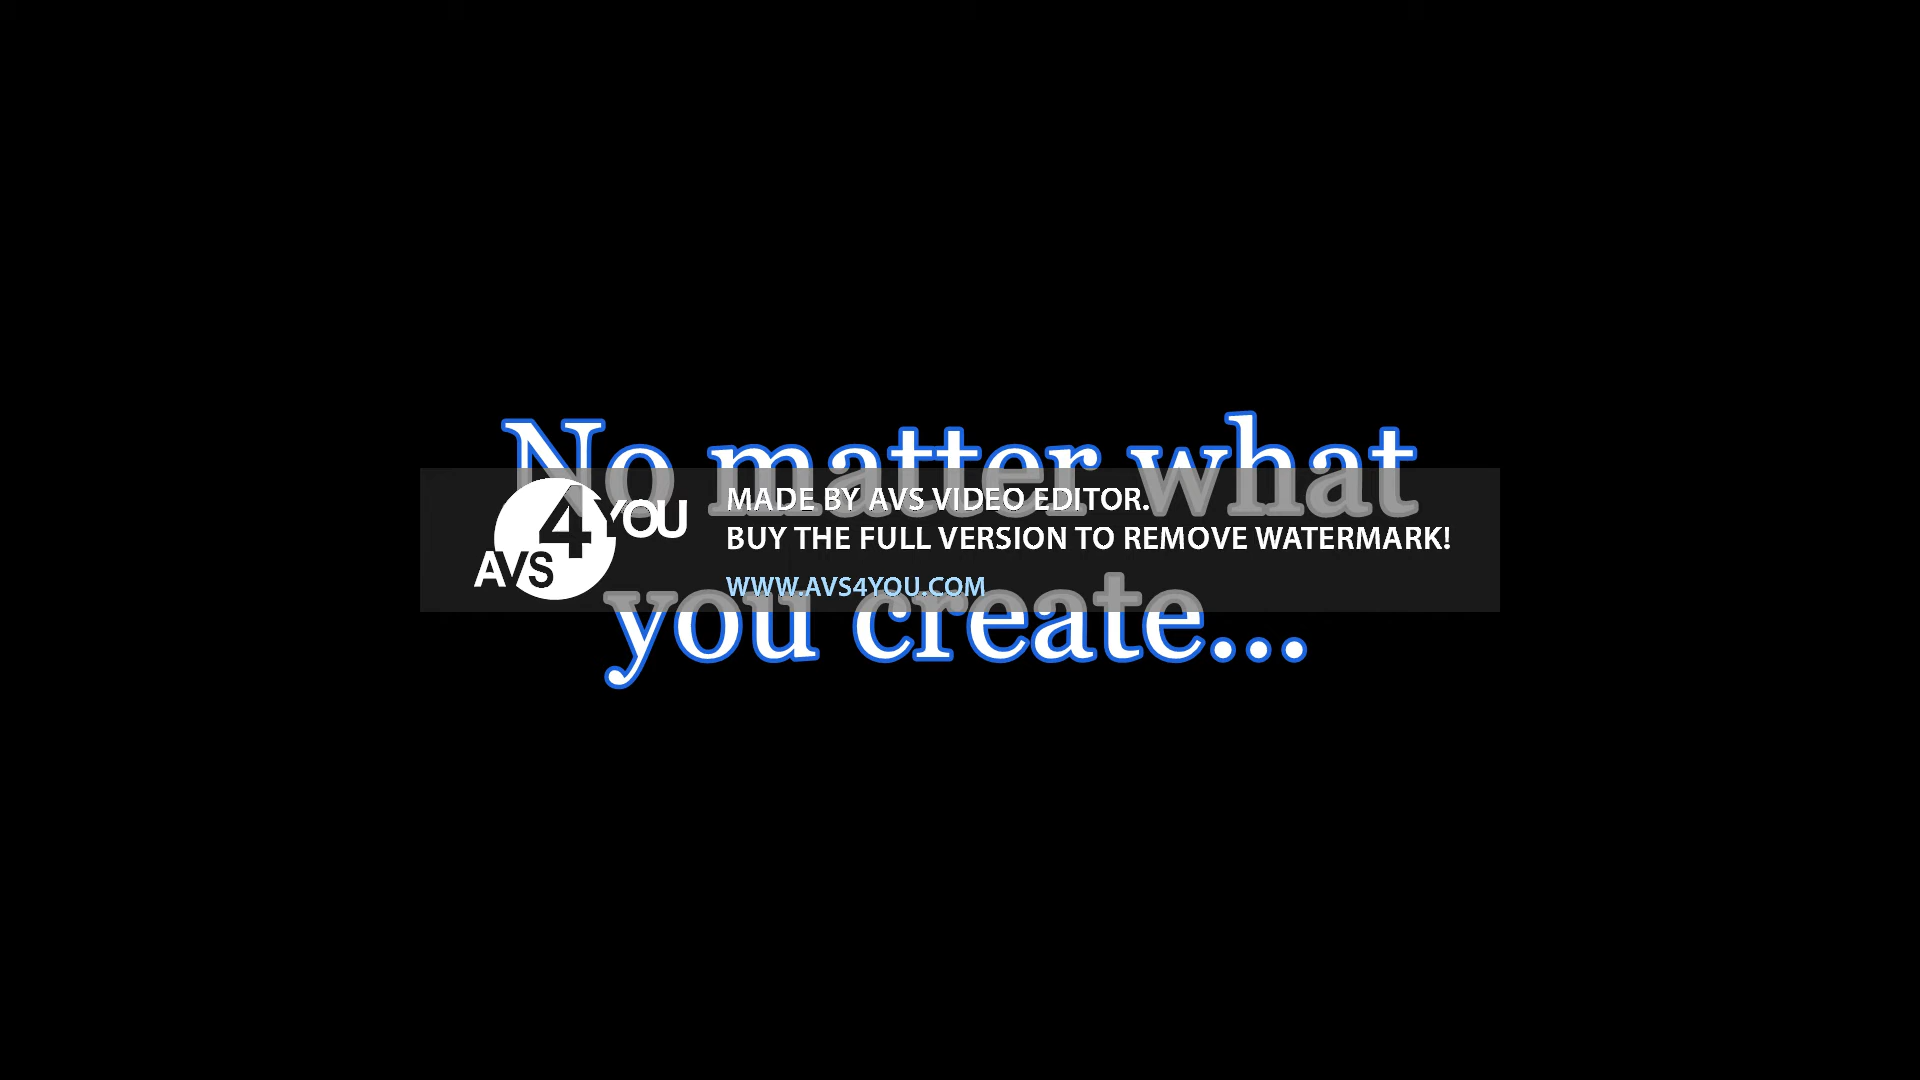 No matter what
AVS4YOU
MADE BY AVS VIDEO EDITOR.
BUY THE FULL VERSION TO REMOVE WATERMARK!
WWW.AVS4YOU.COM
you create...